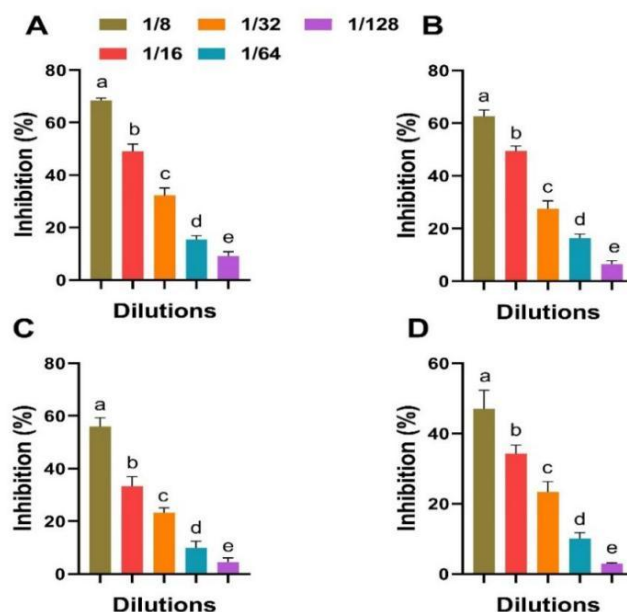 A
1/8 1/32 1/128
1/16 1/64
Inhibition (%)
80
60
40
20
0
a
b
c
d
e
Dilutions
B
Inhibition (%)
80
60
40
20
0
a
b
c
d
e
Dilutions
C
Inhibition (%)
80
60
40
20
0
a
b
c
d
e
Dilutions
D
Inhibition (%)
60
40
20
0
a
b
c
d
e
Dilutions